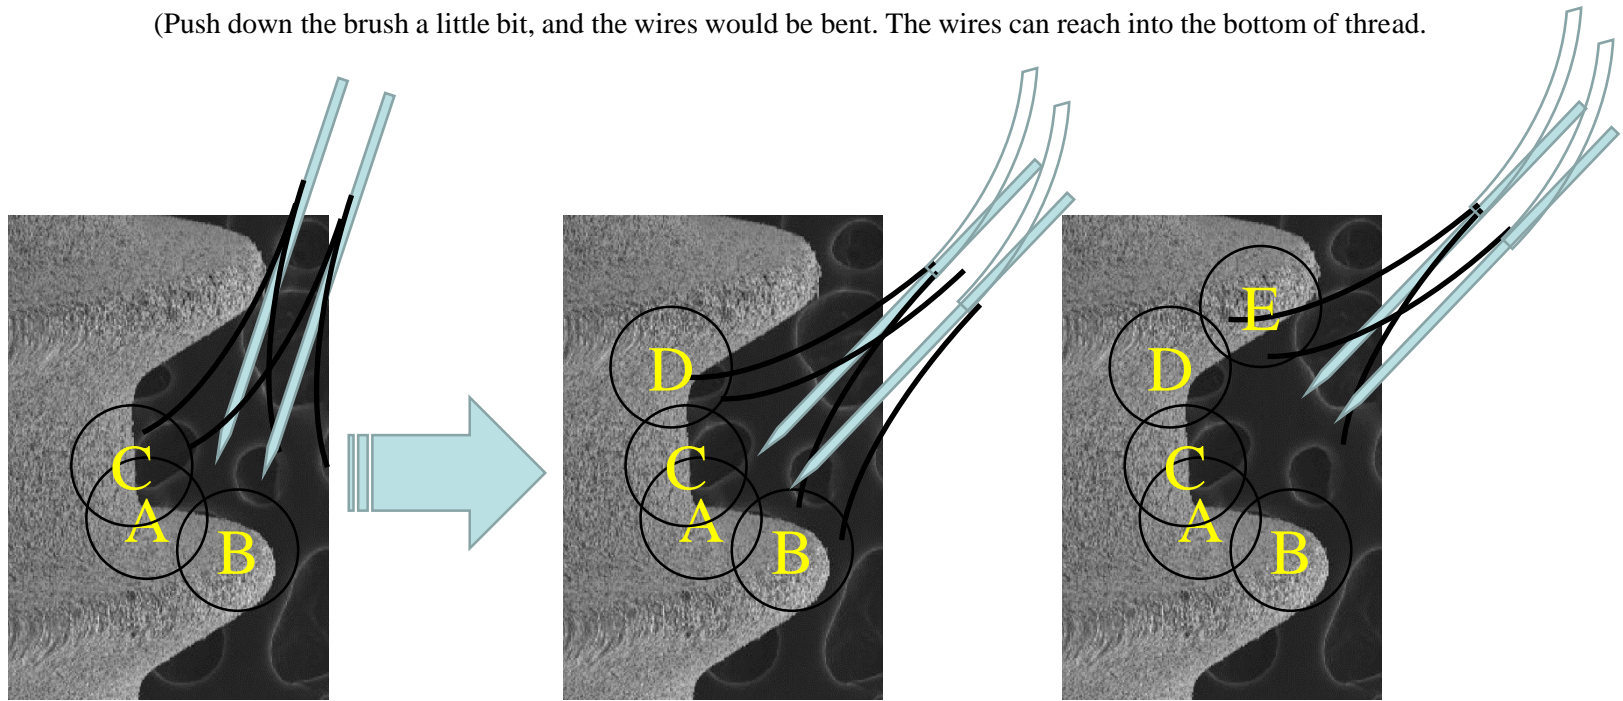 (Push down the brush a little bit, and the wires would be bent. The wires can reach into the bottom of thread.
E
D D
C C C
A A A
B B B